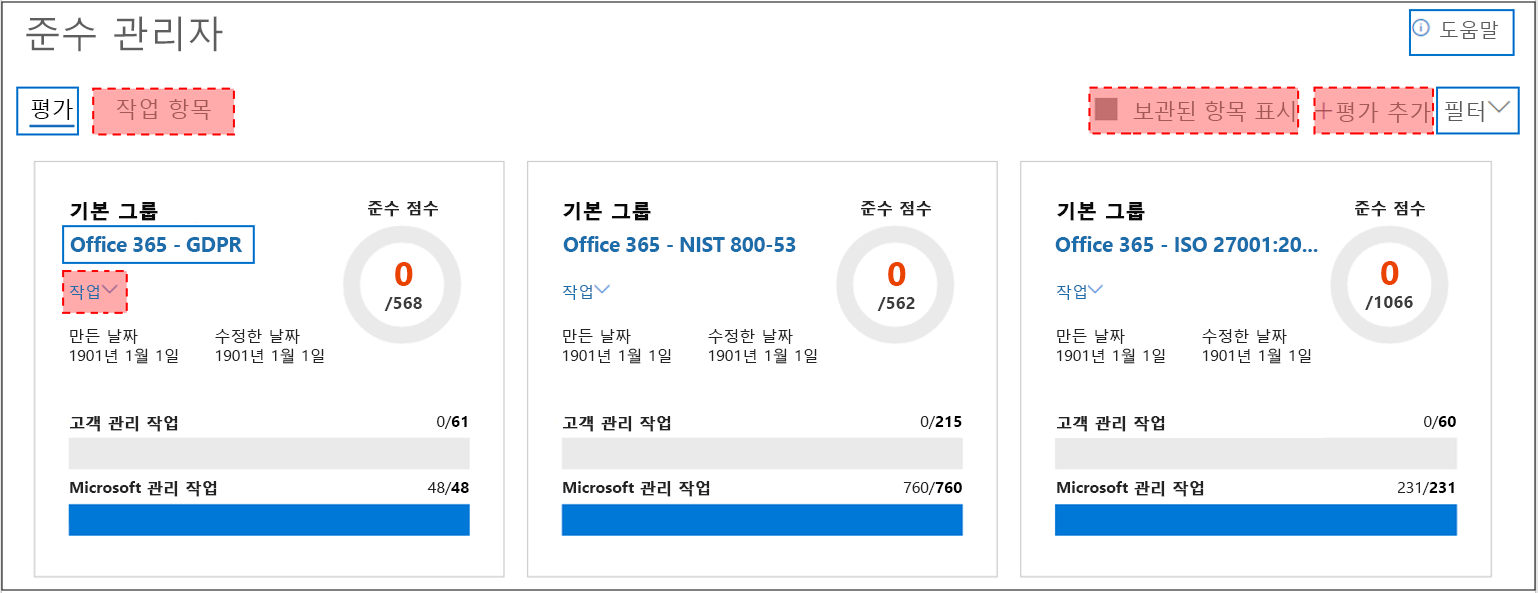 준수 관리자
도움말
평가 작업 항목 보관된 항목 표시 +평가 추가 필터
기본 그룹
Office 365 - GDPR
작업
준수 점수
0
/568
만든 날짜 수정한 날짜
1901년 1월 1일 1901년 1월 1일
고객 관리 작업 0/61
Microsoft 관리 작업 48/48
기본 그룹
Office 365 - NIST 800-53
작업
준수 점수
0
/562
만든 날짜 수정한 날짜
1901년 1월 1일 1901년 1월 1일
고객 관리 작업 0/215
Microsoft 관리 작업 760/760
기본 그룹
Office 365 - ISO 27001:20...
작업
준수 점수
0
/1066
만든 날짜 수정한 날짜
1901년 1월 1일 1901년 1월 1일
고객 관리 작업 0/60
Microsoft 관리 작업 231/231